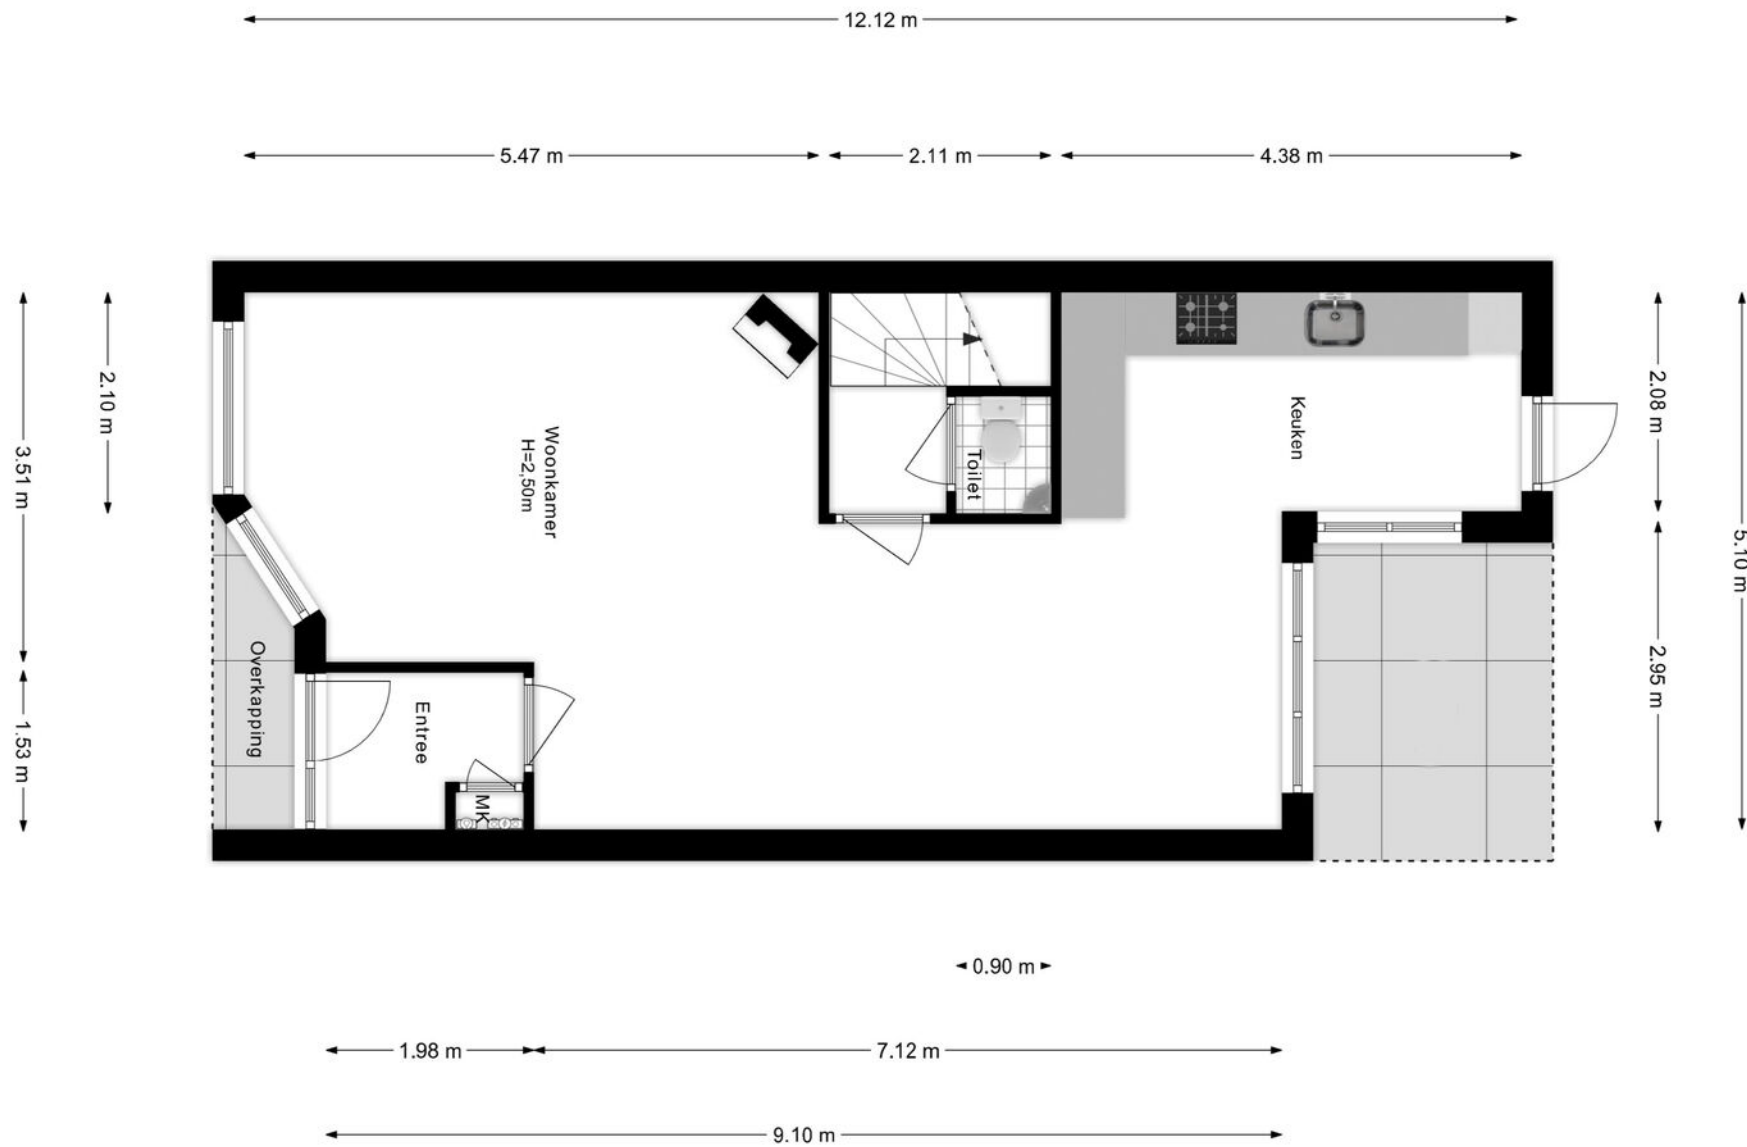 12.12 m
5.47 m
2.11 m
4.38 m
3.51 m
2.10 m
1.53 m
Woonkamer
H=2,50m
Toilet
Keuken
2.08 m
5.10 m
2.95 m
Overkapping
Entree
MK
0.90 m
1.98 m
7.12 m
9.10 m